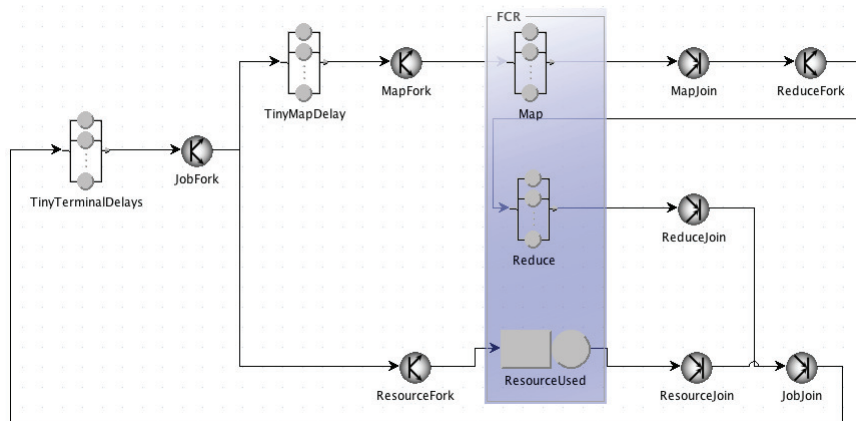 FCR
TinyMapDelay
MapFork
Map
MapJoin
ReduceFork
TinyTerminalDelays
JobFork
Reduce
ReduceJoin
ResourceFork
ResourceUsed
ResourceJoin
JobJoin